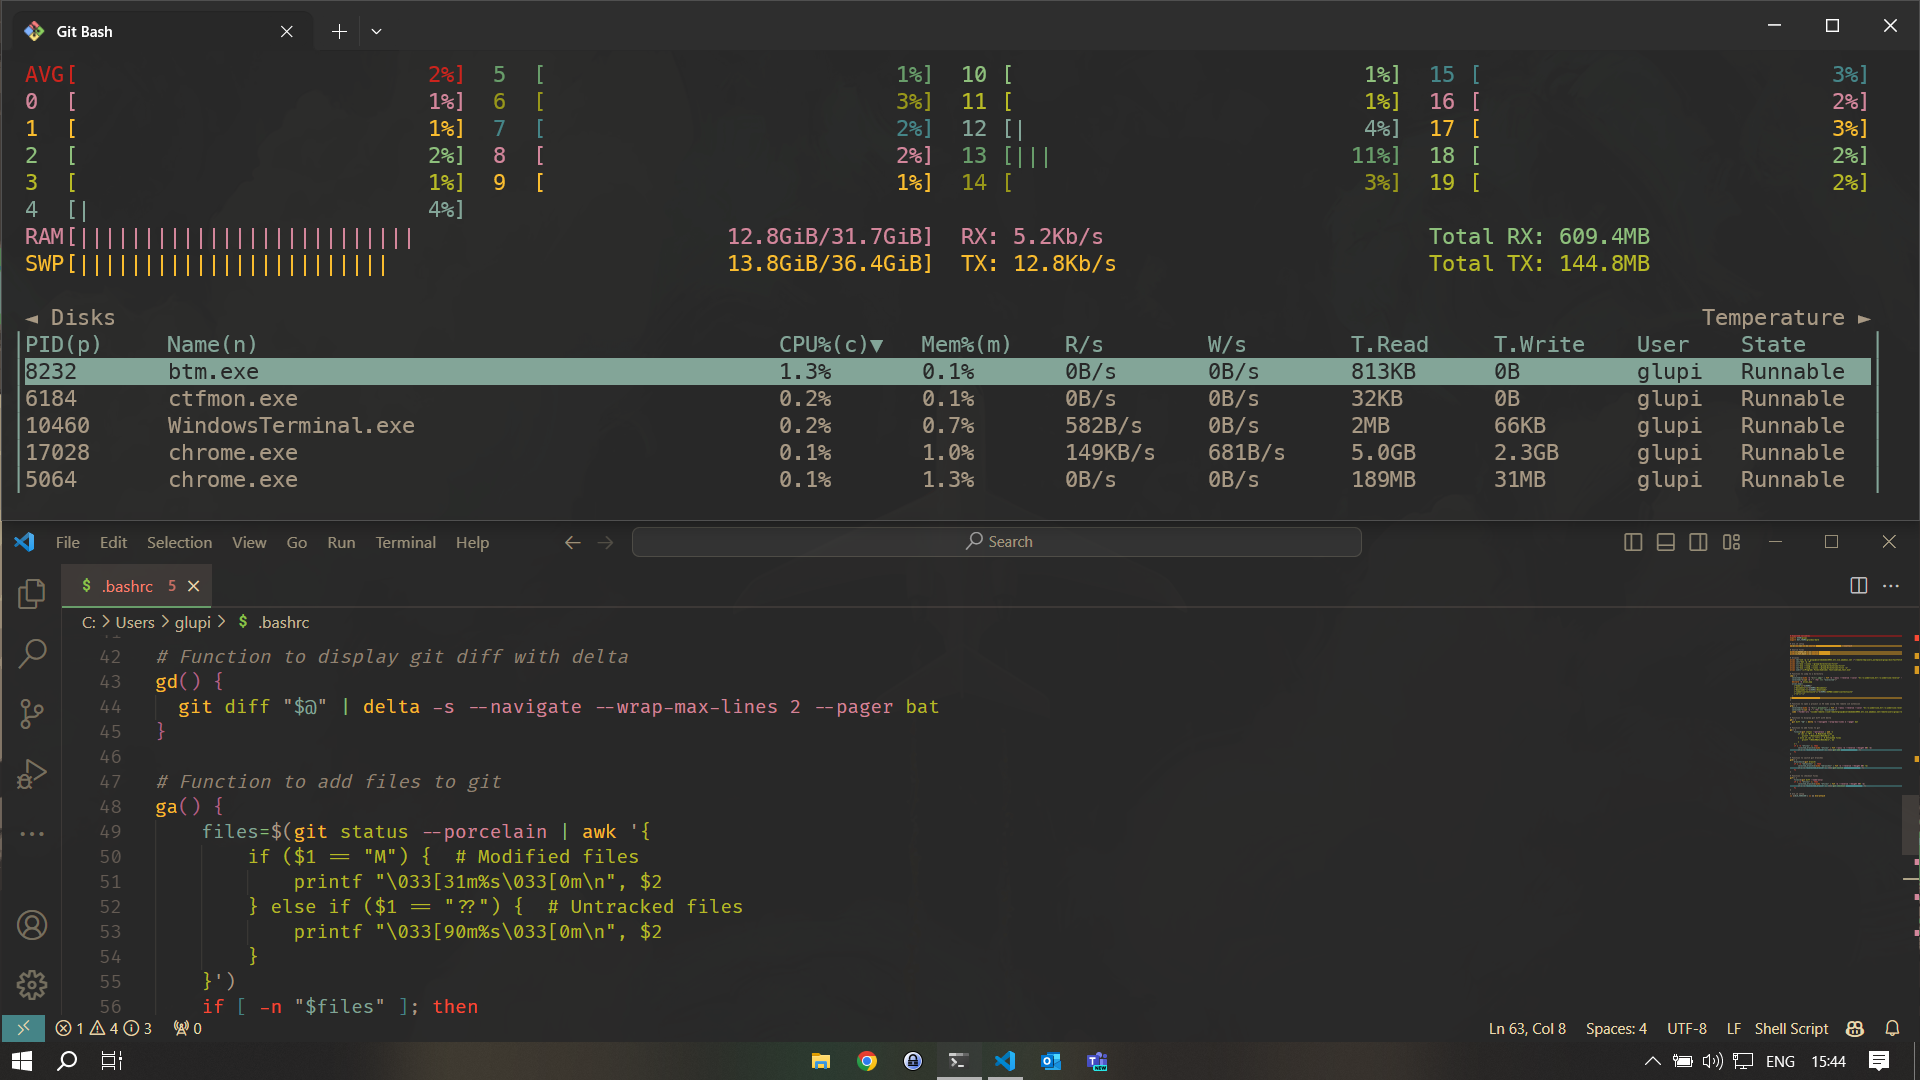 Git Bash
AVG[ 2%] 5 [ 1%] 10 [ 1%] 15 [ 3%]
0 [ 1%] 6 [ 3%] 11 [ 1%] 16 [ 2%]
1 [ 1%] 7 [ 2%] 12 [| 4%] 17 [ 3%]
2 [ 2%] 8 [ 2%] 13 [||| 11%] 18 [ 2%]
3 [ 1%] 9 [ 1%] 14 [ 3%] 19 [ 2%]
4 [| 4%]
RAM[|||||||||||||||||||||||||| 12.8GiB/31.7GiB] RX: 5.2Kb/s Total RX: 609.4MB
SWP[|||||||||||||||||||||||| 13.8GiB/36.4GiB] TX: 12.8Kb/s Total TX: 144.8MB
◄ Disks Temperature ►
PID(p) Name(n) CPU%(c)▼ Mem%(m) R/s W/s T.Read T.Write User State
8232 btm.exe 1.3% 0.1% 0B/s 0B/s 813KB 0B glupi Runnable
6184 ctfmon.exe 0.2% 0.1% 0B/s 0B/s 32KB 0B glupi Runnable
10460 WindowsTerminal.exe 0.2% 0.7% 582B/s 0B/s 2MB 66KB glupi Runnable
17028 chrome.exe 0.1% 1.0% 149KB/s 681B/s 5.0GB 2.3GB glupi Runnable
5064 chrome.exe 0.1% 1.3% 0B/s 0B/s 189MB 31MB glupi Runnable
File Edit Selection View Go Run Terminal Help Search
$ .bashrc 5
C: > Users > glupi > $ .bashrc
42 # Function to display git diff with delta
43 gd() {
44 git diff "$@" | delta -s --navigate --wrap-max-lines 2 --pager bat
45 }
46
47 # Function to add files to git
48 ga() {
49 files=$(git status --porcelain | awk '{
50 if ($1 == "M") { # Modified files
51 printf "\033[31m%s\033[0m\n", $2
52 } else if ($1 == "??") { # Untracked files
53 printf "\033[90m%s\033[0m\n", $2
54 }
55 }')
56 if [ -n "$files" ]; then
1 4 3 0 Ln 63, Col 8 Spaces: 4 UTF-8 LF Shell Script
ENG 15:44